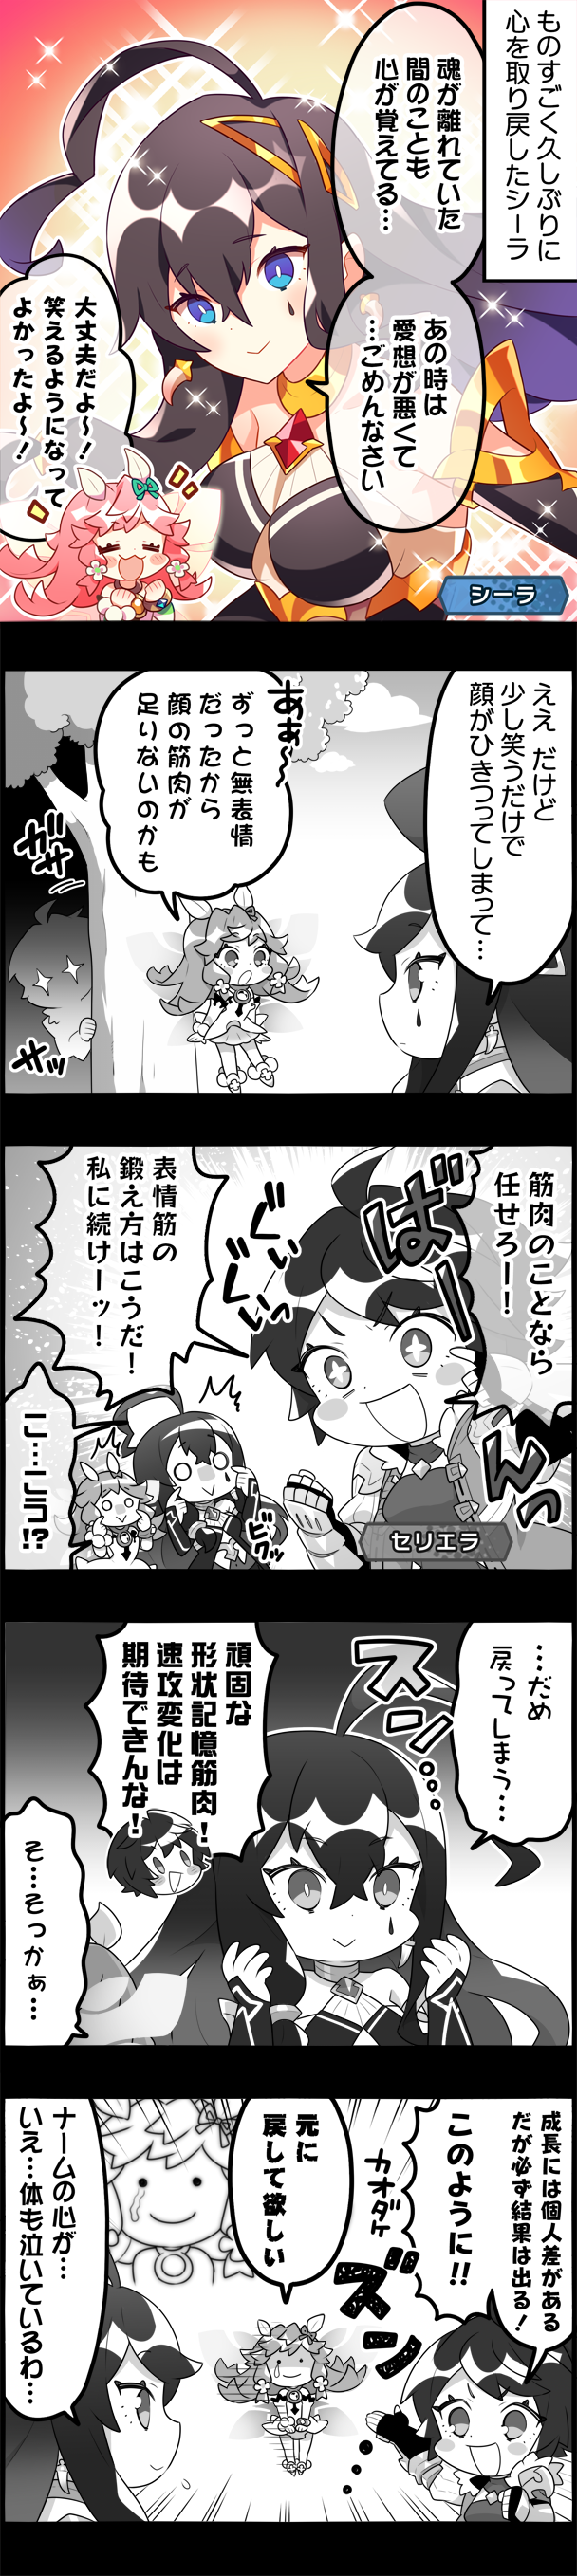 ものすごく久しぶりに
心を取り戻したシーラ
魂が離れていた
間のことも
心が覚えてる…
あの時は
愛想が悪くて
…ごめんなさい
大丈夫だよ～！
笑えるようになって
よかったよ～！
シーラ
ええ だけど
少し笑うだけで
顔がひきつってしまって…
あぁ～
ずっと無表情
だったから
顔の筋肉が
足りないのかも
ガサ
ガサッ
筋肉のことなら
任せろー！
ばーんっ
ぐぃ
ぐぃっ
表情筋の
鍛え方はこうだ！
私に続けーッ！
こ…こう!?
ビクッ
セリエラ
…だめ
戻ってしまう…
スン…
頑固な
形状記憶筋肉！
速攻変化は
期待できんな！
そ…そっかぁ…
成長には個人差がある
だが必ず結果は出る！
このように!!
カオダケ
ズン…
元に
戻して欲しい
ナームの心が…
いえ…体も泣いているわ…